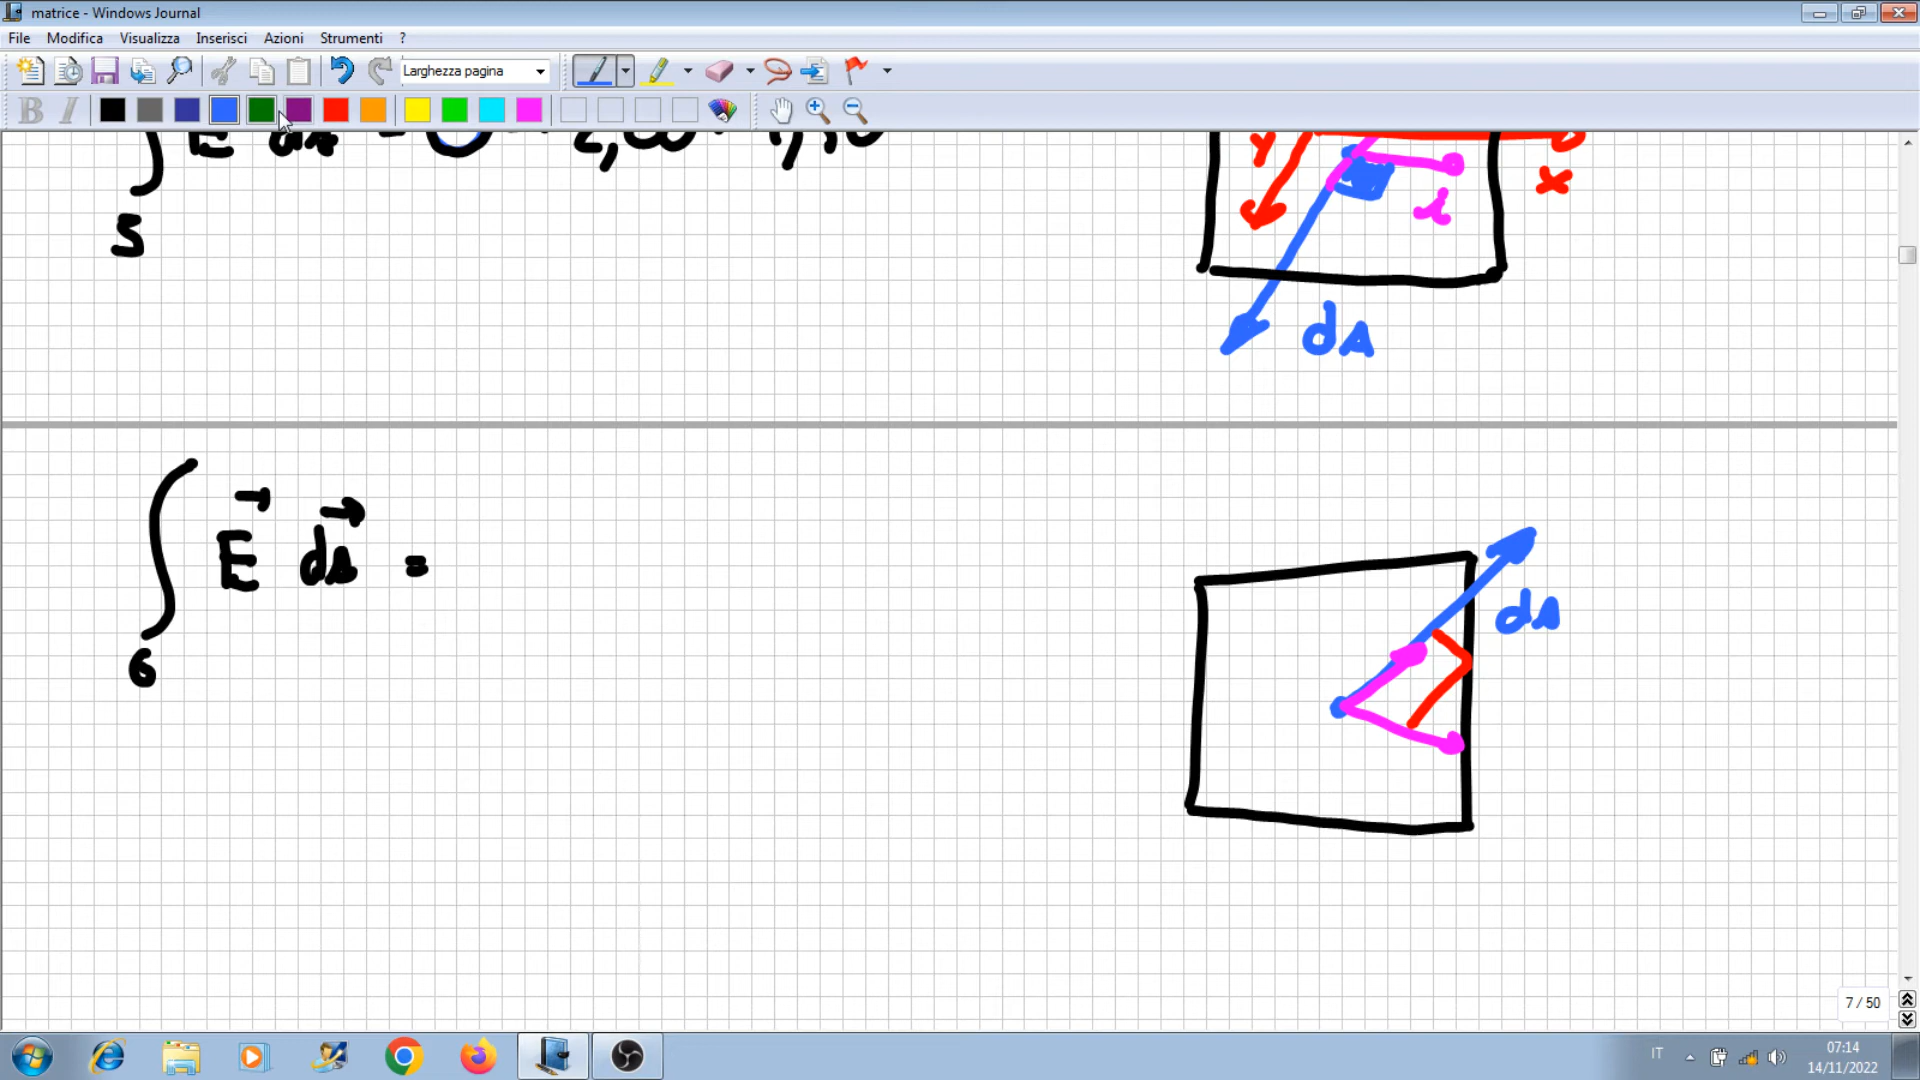 matrice - Windows Journal
File Modifica Visualizza Inserisci Azioni Strumenti ?
Larghezza pagina
B I
y
x
i
5
dA
∫ E⃗ dA⃗ =
6
dA
7 / 50
IT
07:14
14/11/2022